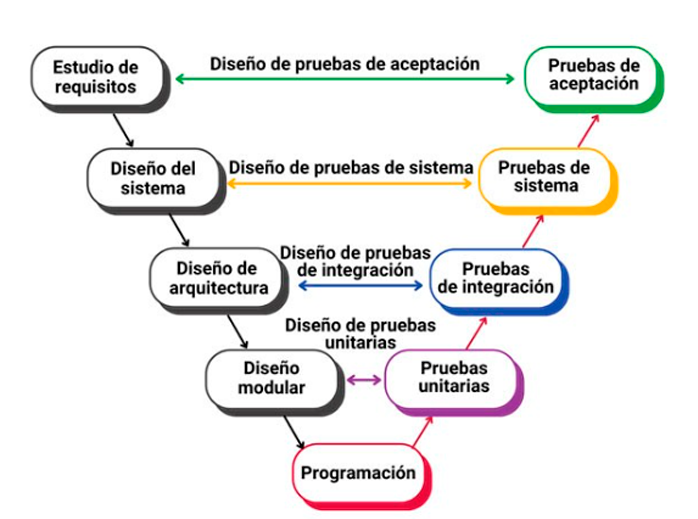 Estudio de
requisitos
Diseño de pruebas de aceptación
Pruebas de
aceptación
Diseño del
sistema
Diseño de pruebas de sistema
Pruebas de
sistema
Diseño de
arquitectura
Diseño de pruebas
de integración
Pruebas
de integración
Diseño de pruebas
unitarias
Diseño
modular
Pruebas
unitarias
Programación